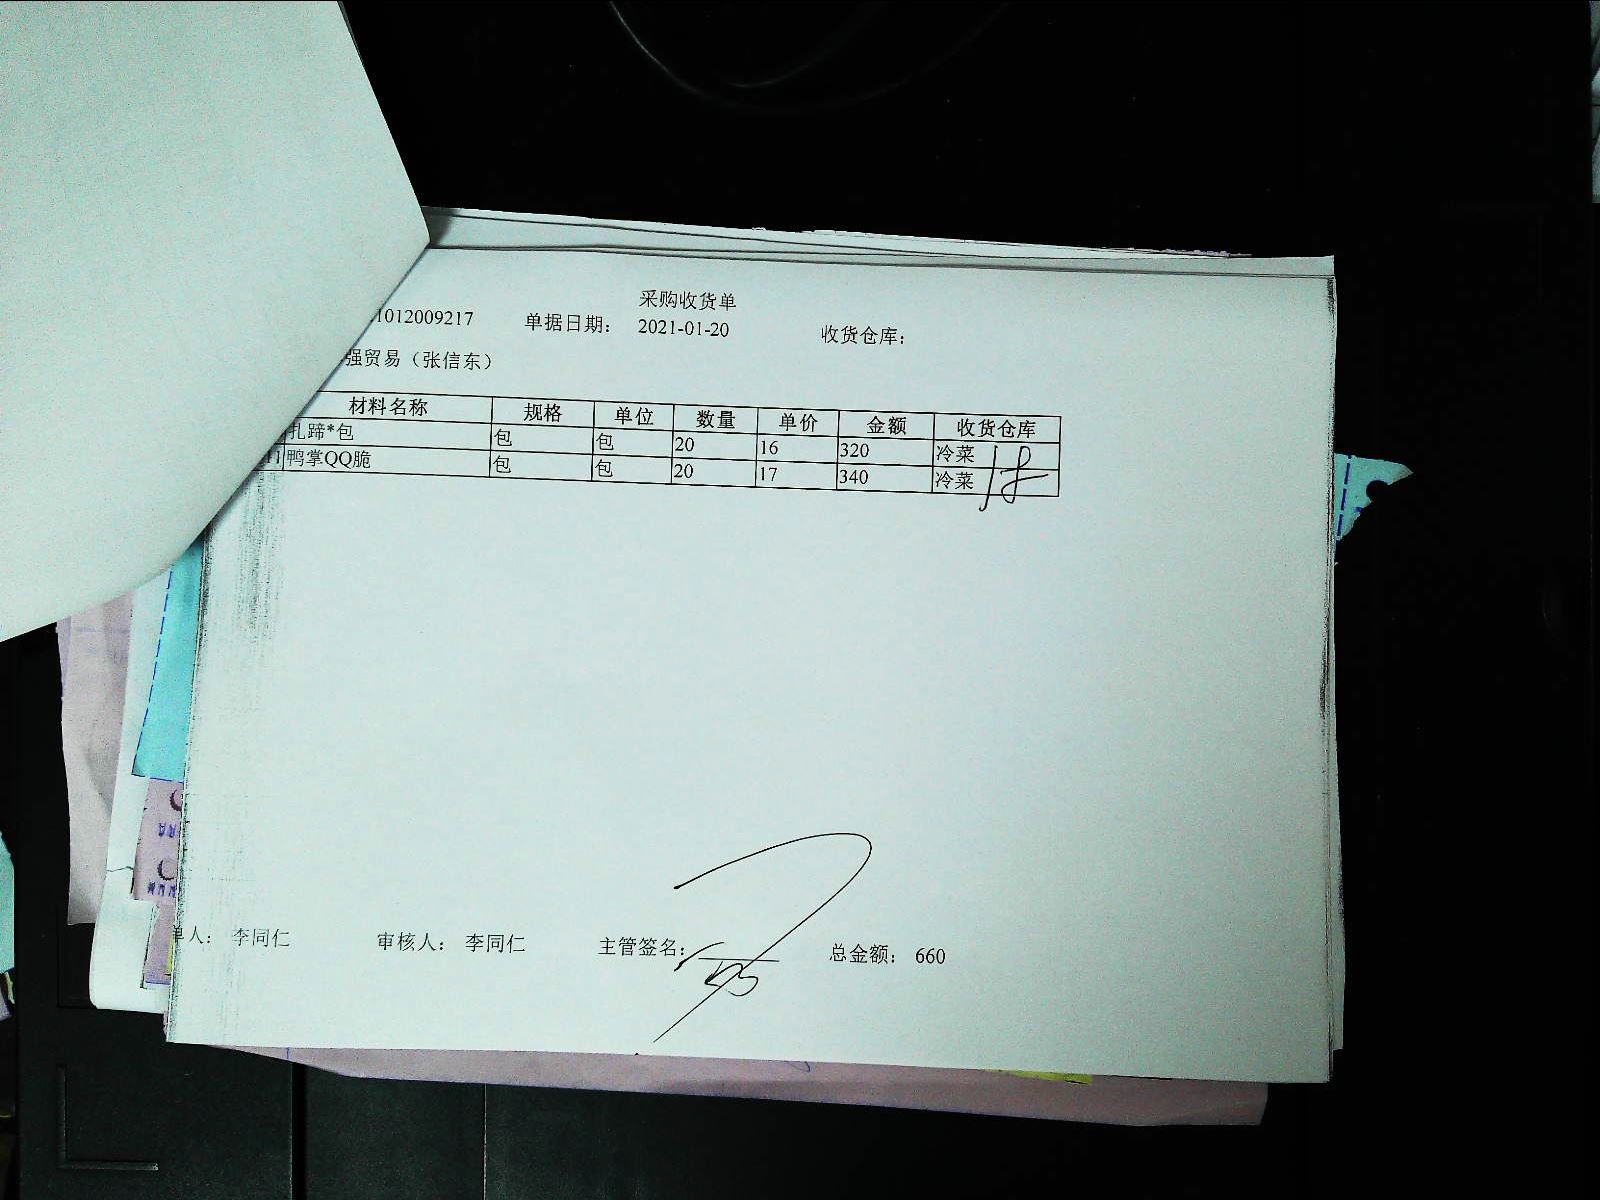 采购收货单
1012009217 单据日期： 2021-01-20 收货仓库：
强贸易（张信东）
材料名称 规格 单位 数量 单价 金额 收货仓库
扎蹄*包 包 包 20 16 320 冷菜
鸭掌QQ脆 包 包 20 17 340 冷菜
单人： 李同仁 审核人： 李同仁 主管签名： 总金额： 660